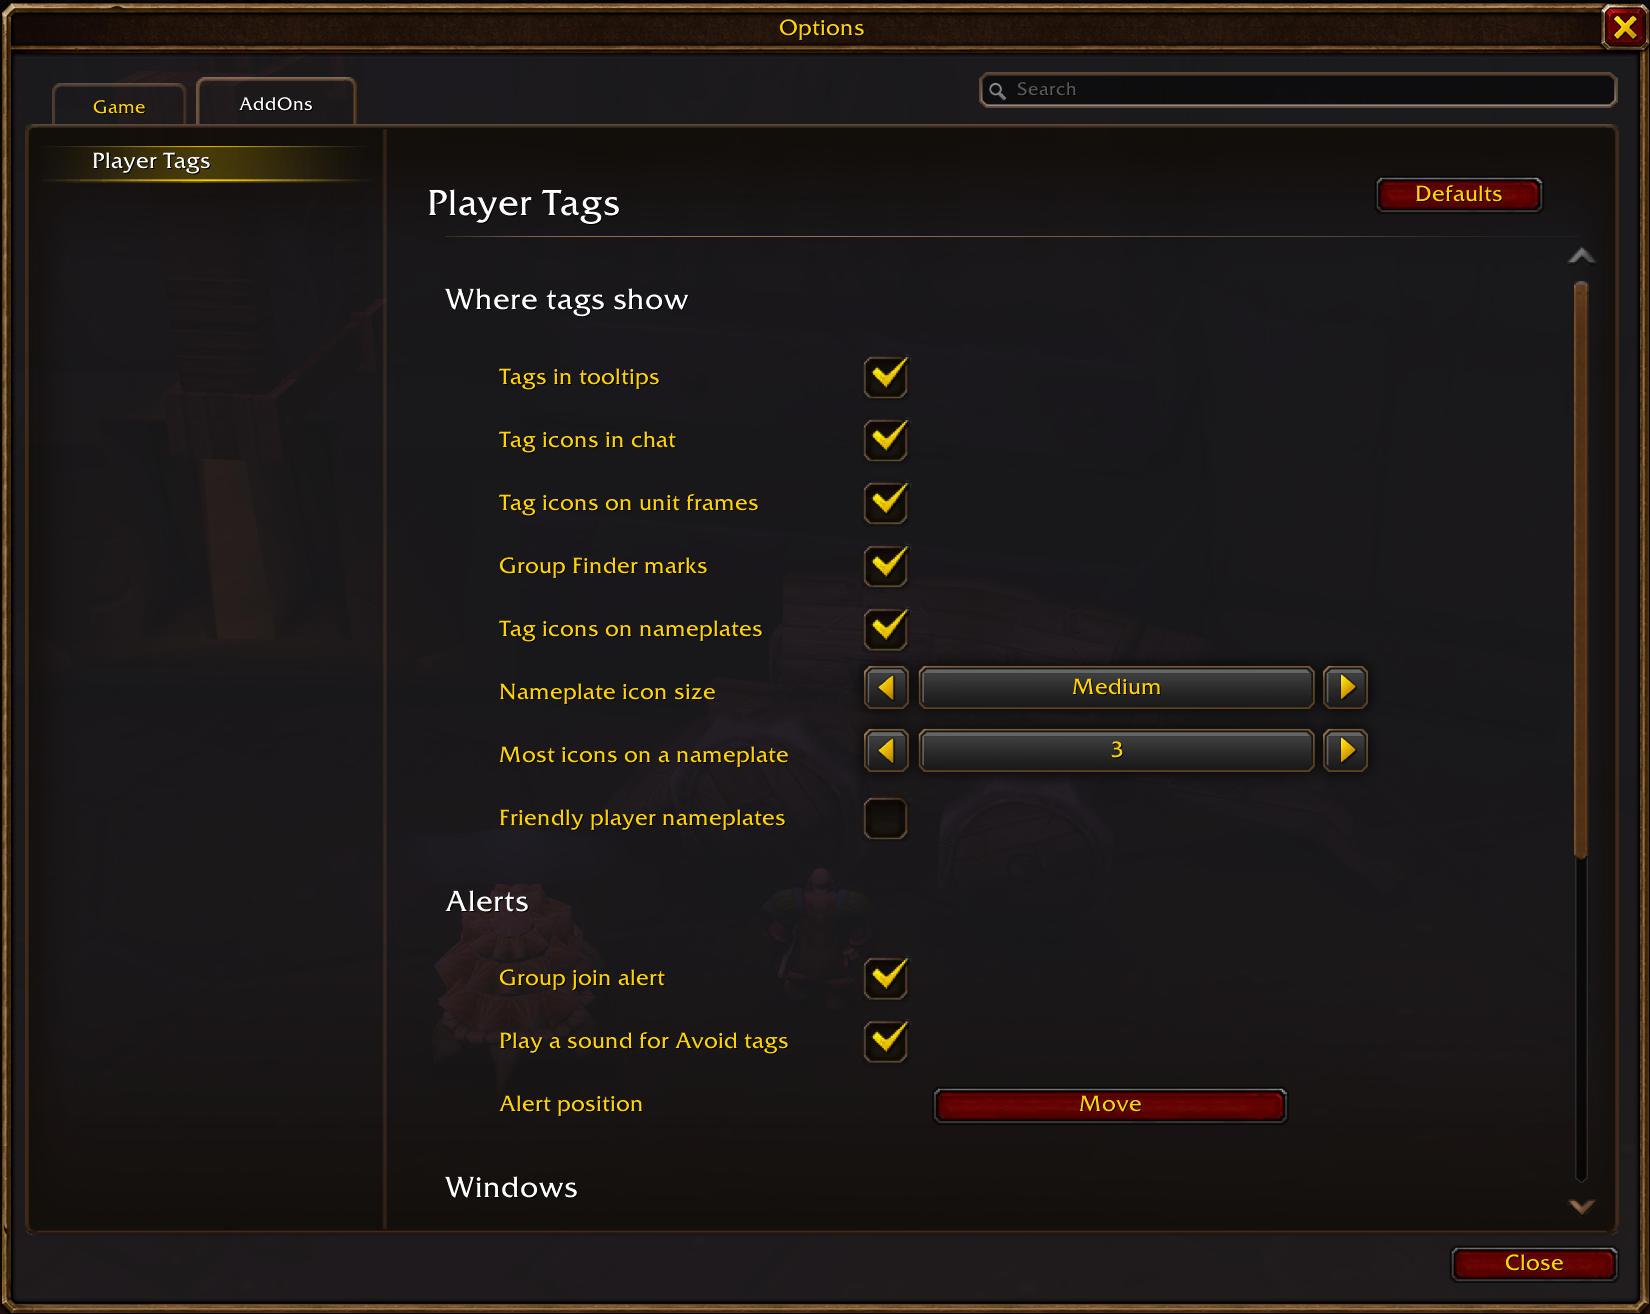 Options
Game
AddOns
Search
Player Tags
Player Tags
Defaults
Where tags show
Tags in tooltips
Tag icons in chat
Tag icons on unit frames
Group Finder marks
Tag icons on nameplates
Nameplate icon size
Medium
Most icons on a nameplate
3
Friendly player nameplates
Alerts
Group join alert
Play a sound for Avoid tags
Alert position
Move
Windows
Close